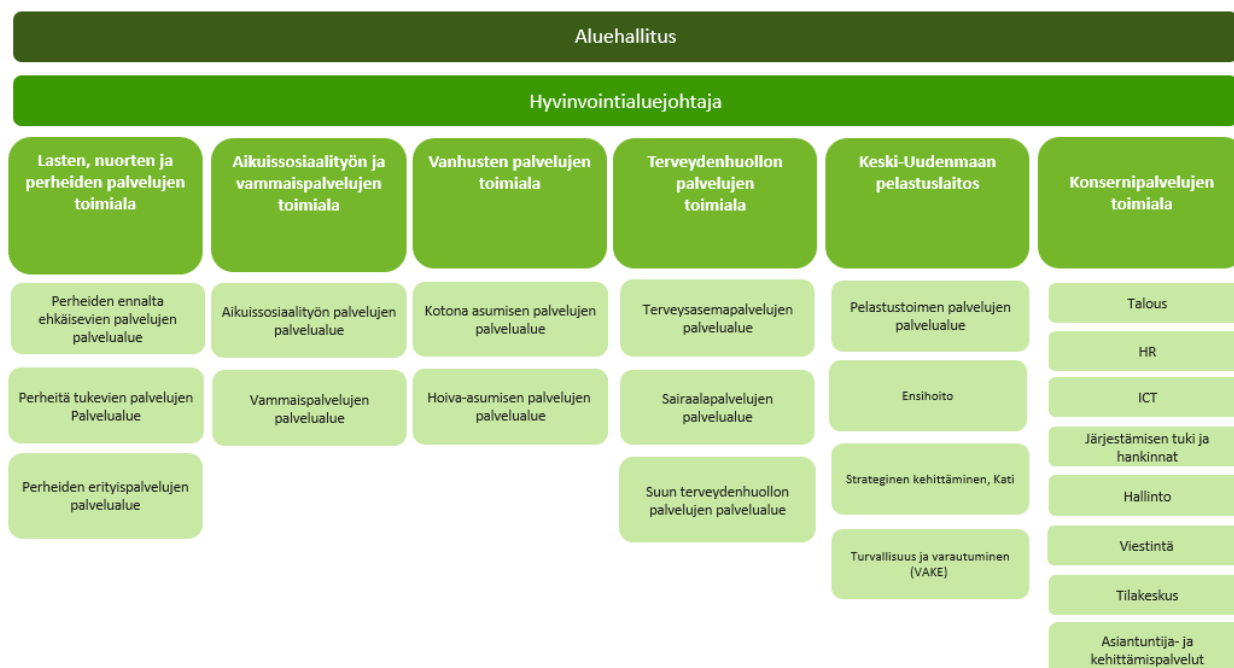 Aluehallitus
Hyvinvointialuejohtaja
Lasten, nuorten ja
perheiden palvelujen
toimiala
Perheiden ennalta
ehkäisevien palvelujen
palvelualue
Perheitä tukevien palvelujen
Palvelualue
Perheiden erityispalvelujen
palvelualue
Aikuissosiaalityön ja
vammaispalvelujen
toimiala
Aikuissosiaalityön palvelujen
palvelualue
Vammaispalvelujen
palvelualue
Vanhusten palvelujen
toimiala
Kotona asumisen palvelujen
palvelualue
Hoiva-asumisen palvelujen
palvelualue
Terveydenhuollon
palvelujen
toimiala
Terveysasemapalvelujen
palvelualue
Sairaalapalvelujen
palvelualue
Suun terveydenhuollon
palvelujen palvelualue
Keski-Uudenmaan
pelastuslaitos
Pelastustoimen palvelujen
palvelualue
Ensihoito
Strateginen kehittäminen, Kati
Turvallisuus ja varautuminen
(VAKE)
Konsernipalvelujen
toimiala
Talous
HR
ICT
Järjestämisen tuki ja
hankinnat
Hallinto
Viestintä
Tilakeskus
Asiantuntija- ja
kehittämispalvelut